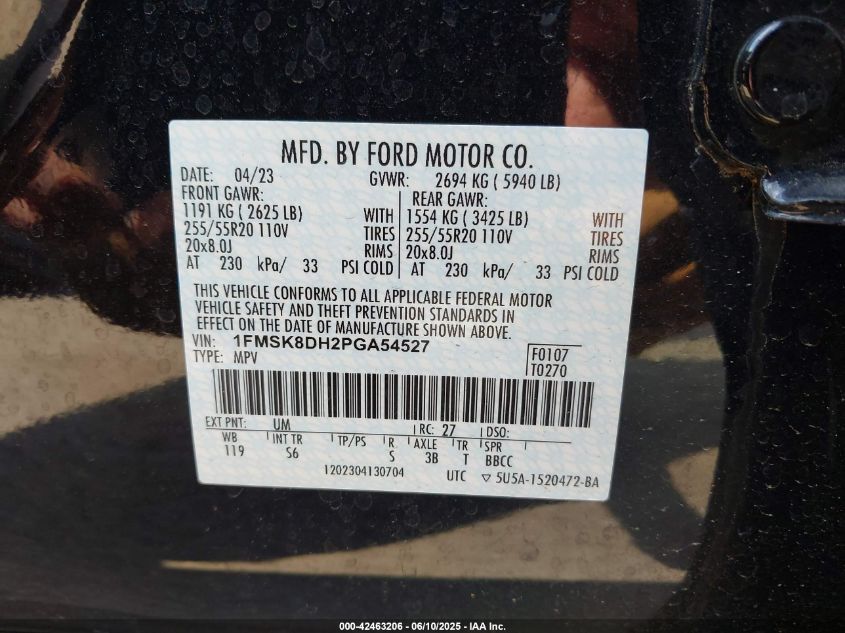 MFD. BY FORD MOTOR CO.
DATE: 04/23 GVWR: 2694 KG ( 5940 LB)
FRONT GAWR: REAR GAWR:
1191 KG ( 2625 LB) WITH 1554 KG ( 3425 LB) WITH
255/55R20 110V TIRES 255/55R20 110V TIRES
20x8.0J RIMS 20x8.0J RIMS
AT 230 kPa/ 33 PSI COLD AT 230 kPa/ 33 PSI COLD
THIS VEHICLE CONFORMS TO ALL APPLICABLE FEDERAL MOTOR
VEHICLE SAFETY AND THEFT PREVENTION STANDARDS IN
EFFECT ON THE DATE OF MANUFACTURE SHOWN ABOVE.
VIN: 1FMSK8DH2PGA54527 F0107
TYPE: MPV T0270
EXT PNT: UM RC: 27 DSO:
WB INT TR TP/PS R AXLE TR SPR
119 S6 S 3B T BBCC
1202304130704 UTC ▽ 5U5A-1520472-BA
000-42463206 - 06/10/2025 - IAA Inc.